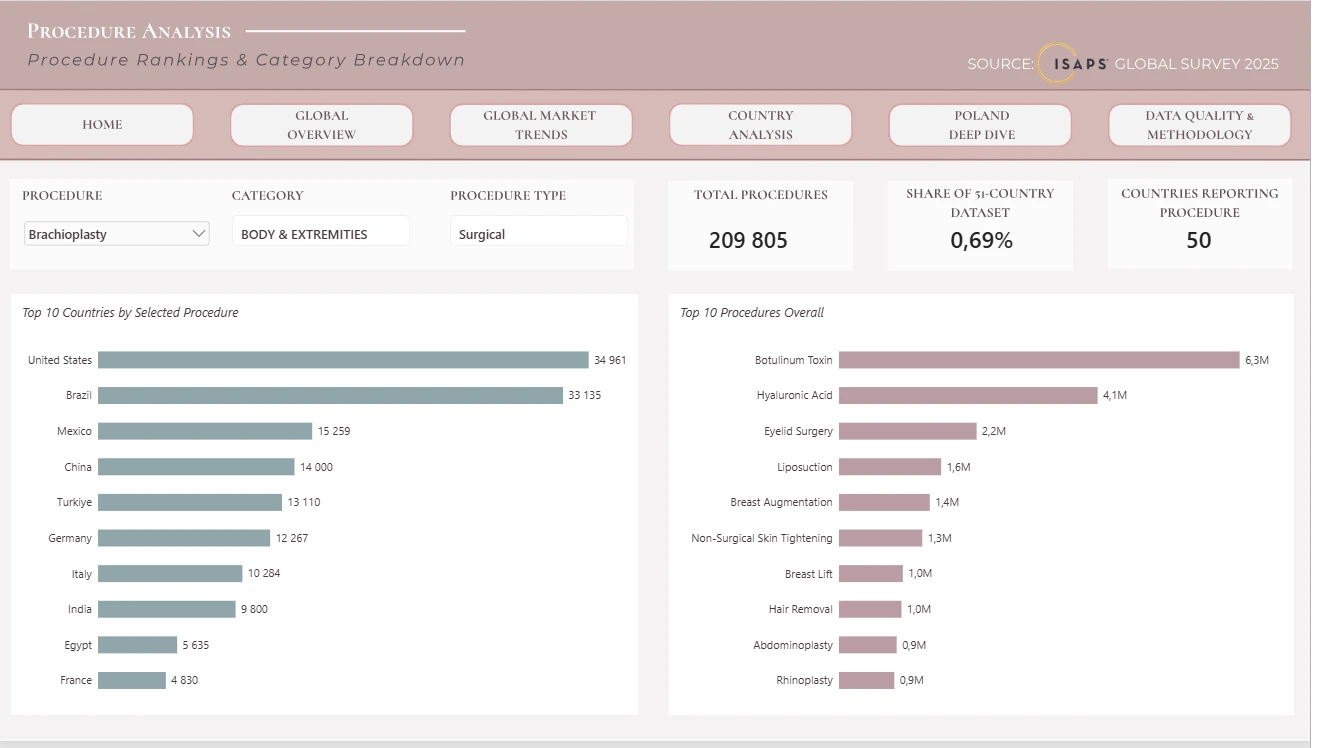 Procedure Analysis
Procedure Rankings & Category Breakdown
SOURCE: ISAPS GLOBAL SURVEY 2025
HOME
GLOBAL
OVERVIEW
GLOBAL MARKET
TRENDS
COUNTRY
ANALYSIS
POLAND
DEEP DIVE
DATA QUALITY &
METHODOLOGY
PROCEDURE
Brachioplasty
CATEGORY
BODY & EXTREMITIES
PROCEDURE TYPE
Surgical
TOTAL PROCEDURES
209 805
SHARE OF 51-COUNTRY
DATASET
0,69%
COUNTRIES REPORTING
PROCEDURE
50
Top 10 Countries by Selected Procedure
United States 34 961
Brazil 33 135
Mexico 15 259
China 14 000
Turkiye 13 110
Germany 12 267
Italy 10 284
India 9 800
Egypt 5 635
France 4 830
Top 10 Procedures Overall
Botulinum Toxin 6,3M
Hyaluronic Acid 4,1M
Eyelid Surgery 2,2M
Liposuction 1,6M
Breast Augmentation 1,4M
Non-Surgical Skin Tightening 1,3M
Breast Lift 1,0M
Hair Removal 1,0M
Abdominoplasty 0,9M
Rhinoplasty 0,9M